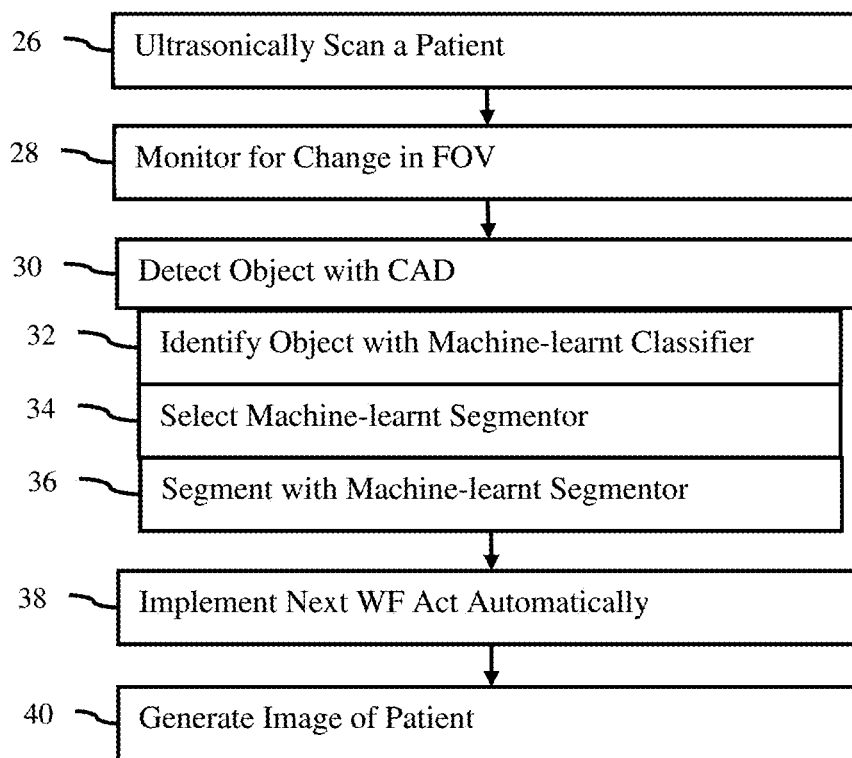 26 Ultrasonically Scan a Patient
28 Monitor for Change in FOV
30 Detect Object with CAD
32 Identify Object with Machine-learnt Classifier
34 Select Machine-learnt Segmentor
36 Segment with Machine-learnt Segmentor
38 Implement Next WF Act Automatically
40 Generate Image of Patient